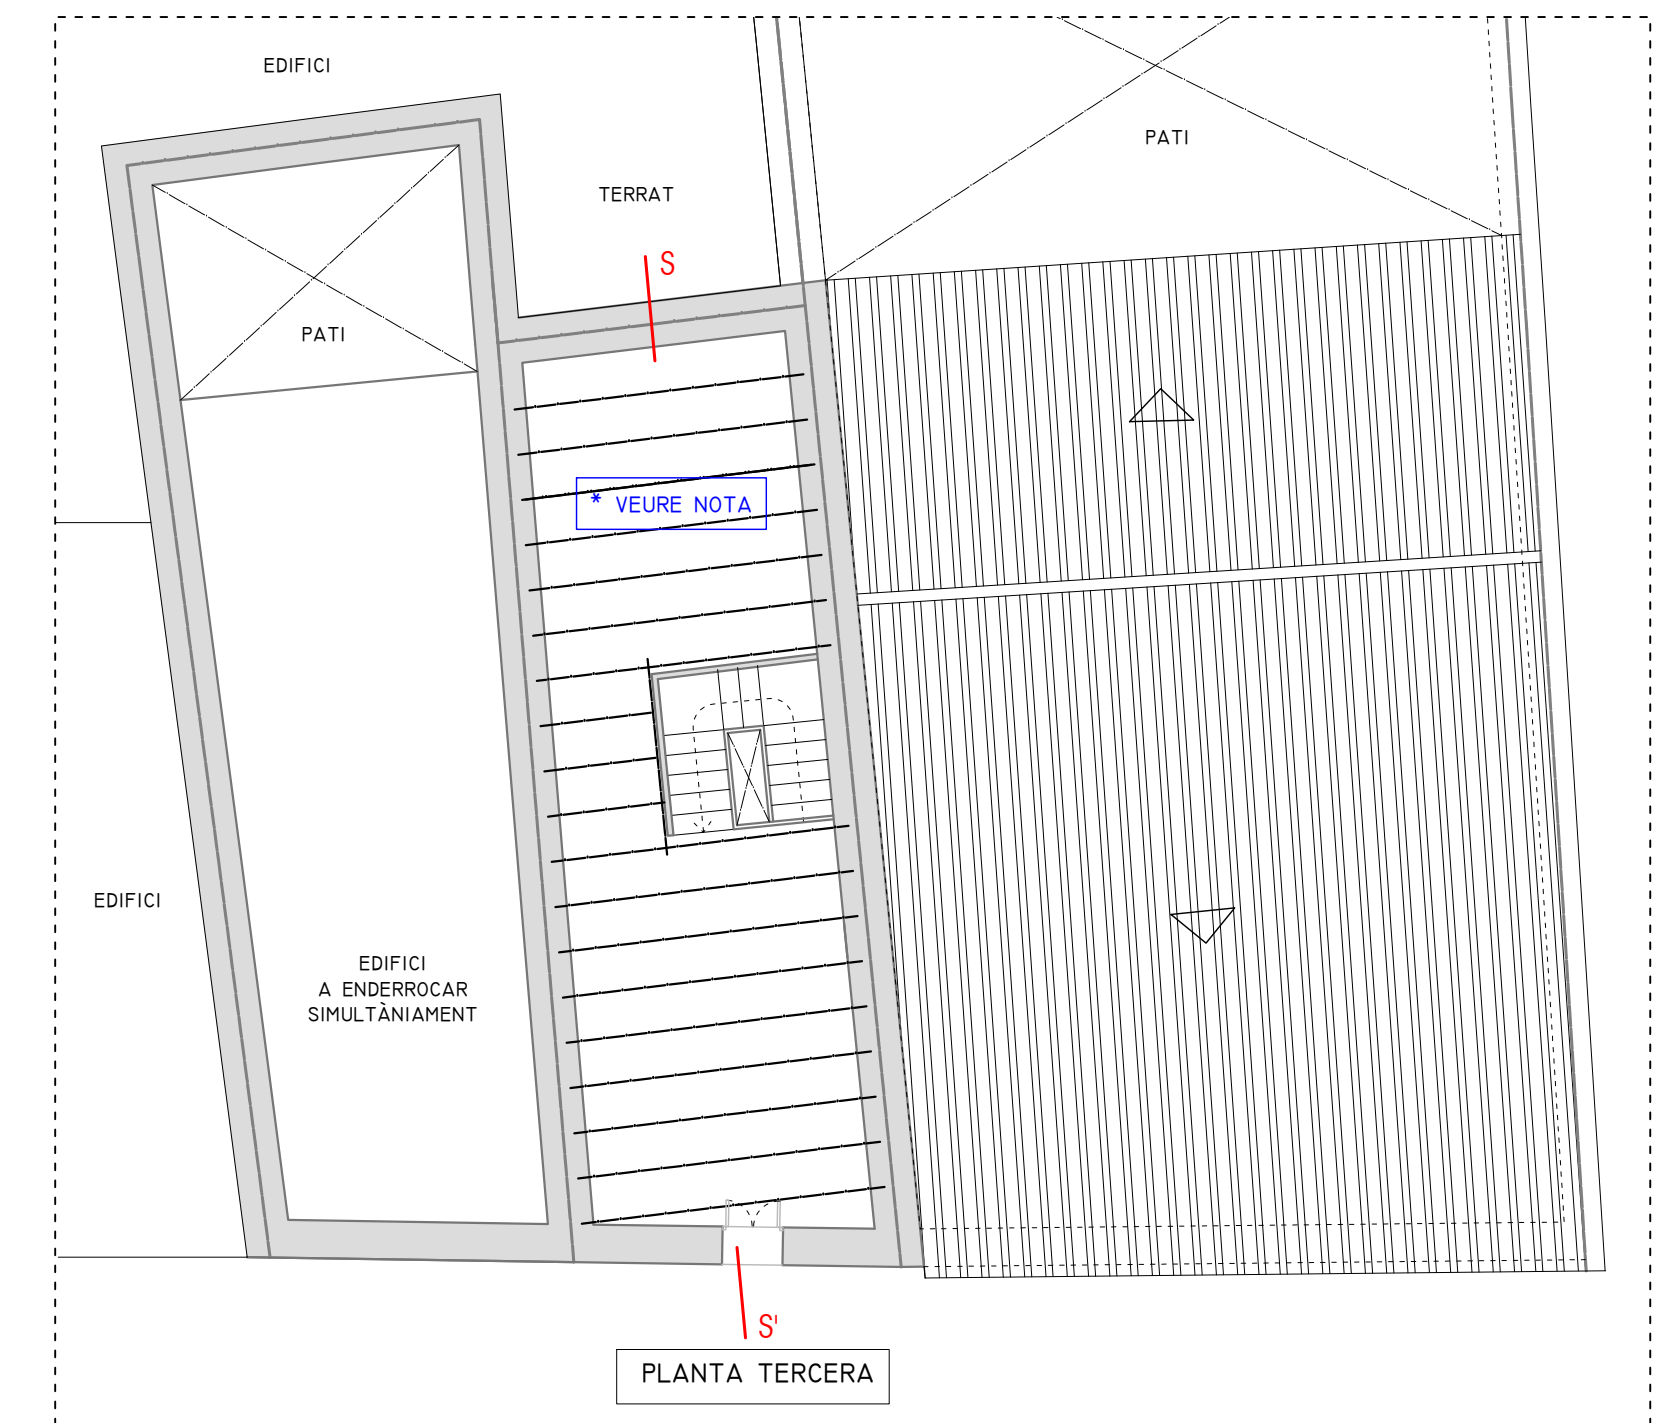 EDIFICI
PATI
TERRAT
S
PATI
* VEURE NOTA
EDIFICI
EDIFICI
A ENDERROCAR
SIMULTÀNIAMENT
S'
PLANTA TERCERA